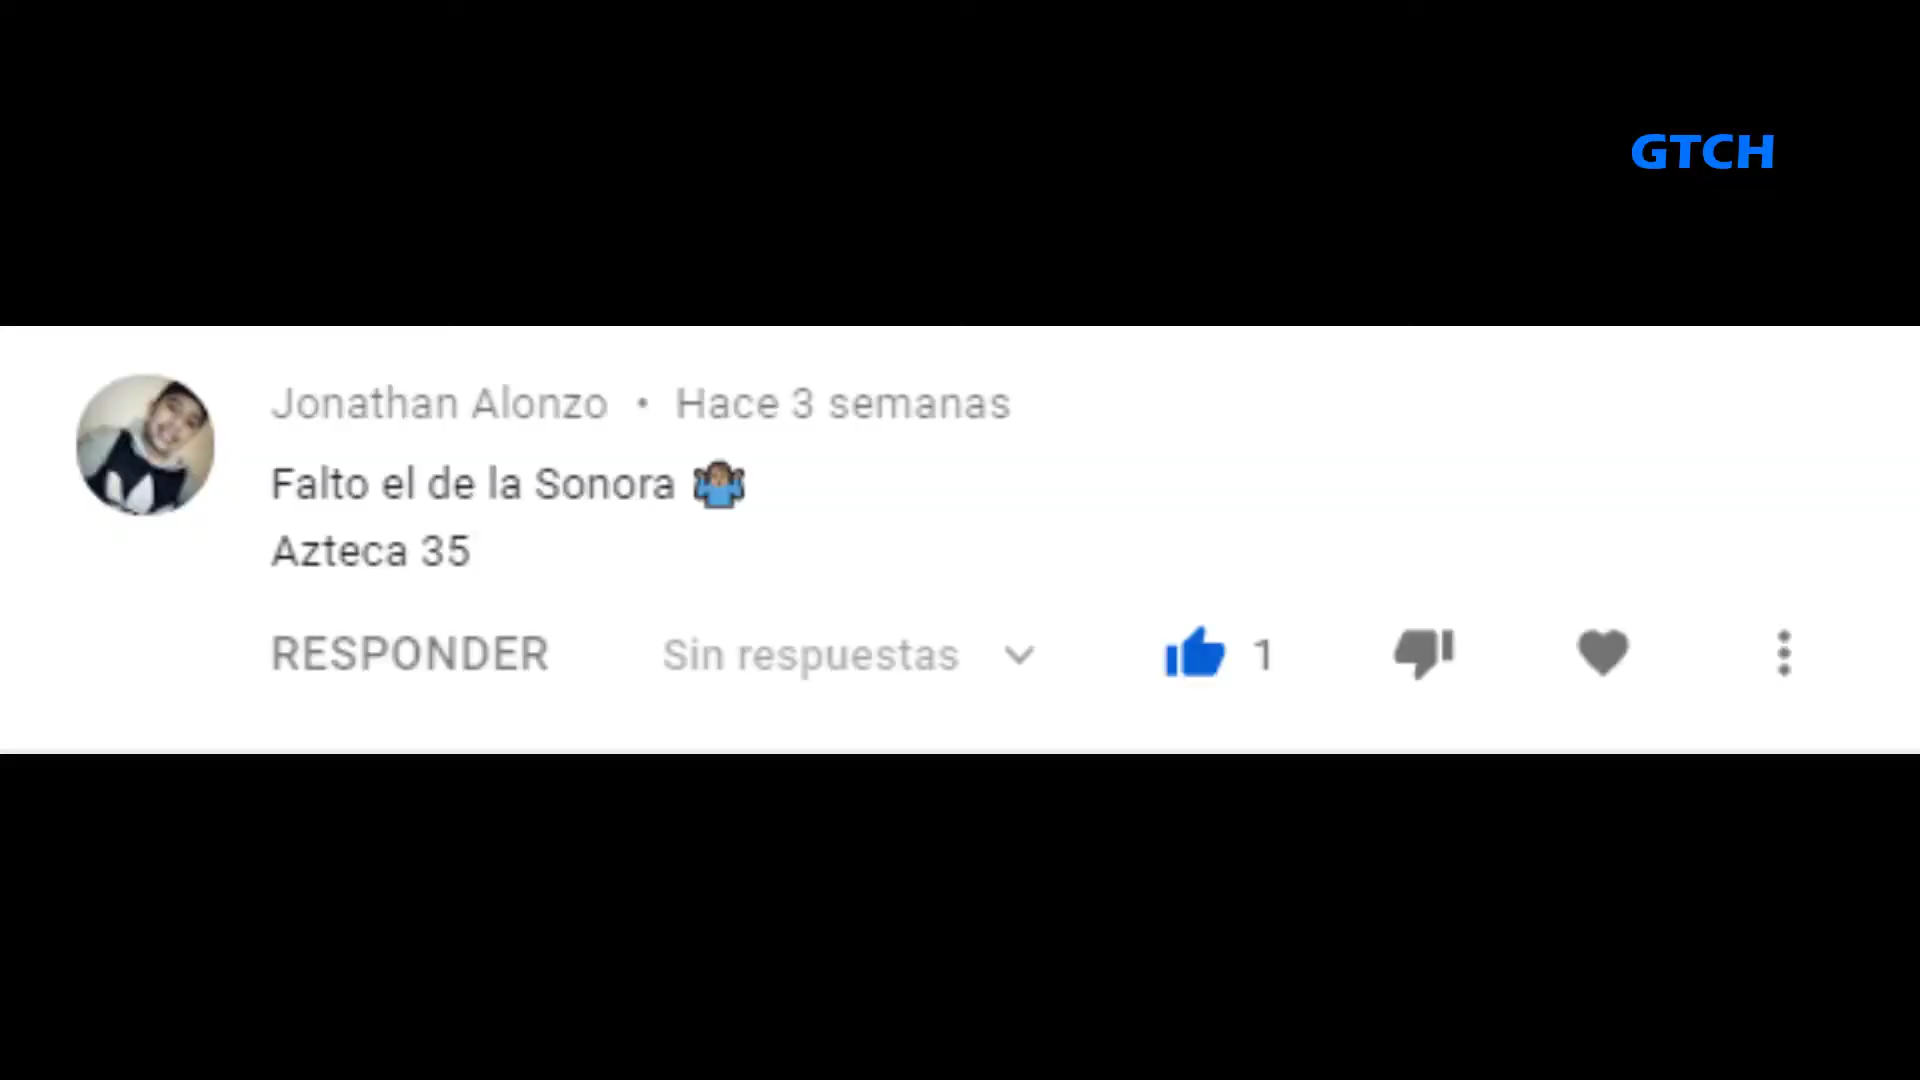 GTCH
Jonathan Alonzo • Hace 3 semanas
Falto el de la Sonora 🤷🏽‍♂️
Azteca 35
RESPONDER Sin respuestas 1